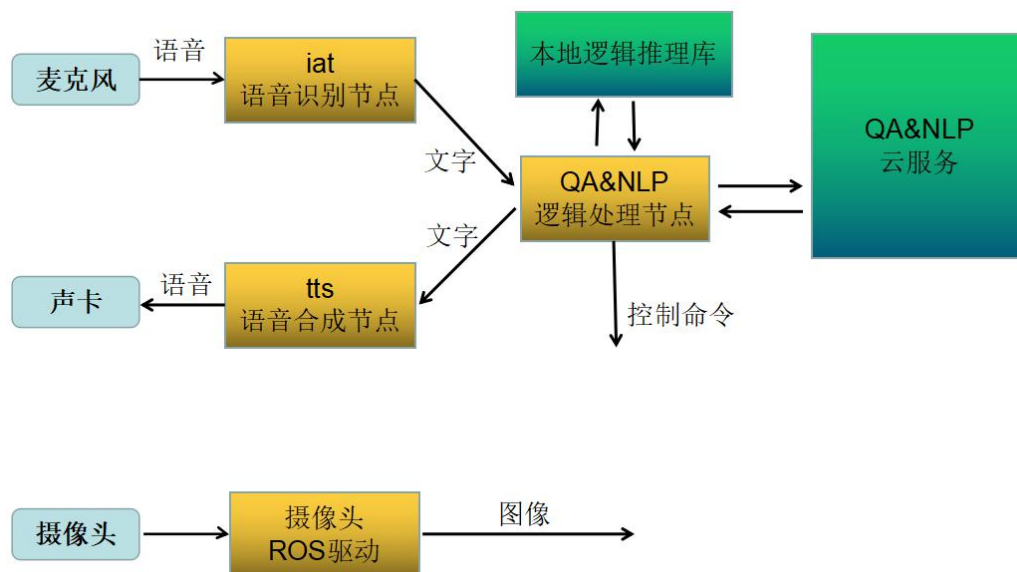 语音
麦克风
iat
语音识别节点
本地逻辑推理库
QA&NLP
云服务
文字
QA&NLP
逻辑处理节点
文字
语音
声卡
tts
语音合成节点
控制命令
摄像头
摄像头
ROS驱动
图像